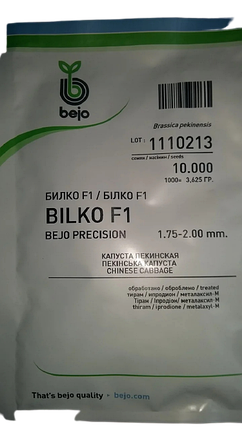 bejo
Brassica pekinensis
LOT: 1110213
семян / насінин / seeds
10.000
1000= 3,625 ГР.
БИЛКО F1 / БІЛКО F1
BILKO F1
BEJO PRECISION 1.75-2.00 mm.
КАПУСТА ПЕКИНСКАЯ
ПЕКІНСЬКА КАПУСТА
CHINESE CABBAGE
обработано / оброблено / treated
тирам / ипродион / металаксил-М
Тірам / Іпродіон/ Металаксил-М
thiram / iprodione / metalaxyl-M
That's bejo quality • bejo.com